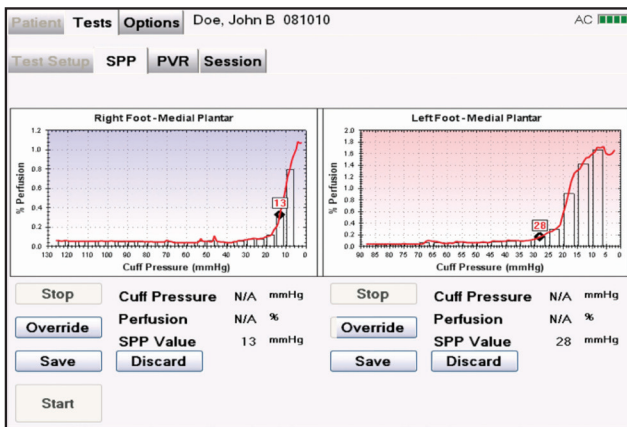 Patient Tests Options Doe, John B 081010 AC
Test Setup SPP PVR Session
Right Foot - Medial Plantar
1.2
1.0
0.8
0.6
0.4
0.2
0.0
% Perfusion
13
130 120 110 100 90 80 70 60 50 40 30 20 10 0
Cuff Pressure (mmHg)
Left Foot - Medial Plantar
2.0
1.8
1.6
1.4
1.2
1.0
0.8
0.6
0.4
0.2
0.0
% Perfusion
28
90 85 80 75 70 65 60 55 50 45 40 35 30 25 20 15 10 5 0
Cuff Pressure (mmHg)
Stop Cuff Pressure N/A mmHg
Override Perfusion N/A %
SPP Value 13 mmHg
Save Discard
Start
Stop Cuff Pressure N/A mmHg
Override Perfusion N/A %
SPP Value 28 mmHg
Save Discard